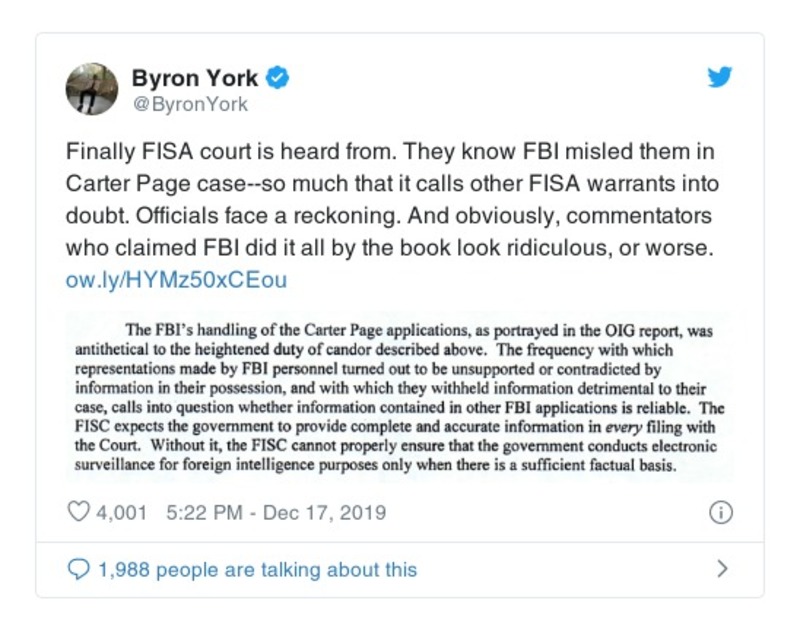 Byron York
@ByronYork
Finally FISA court is heard from. They know FBI misled them in
Carter Page case--so much that it calls other FISA warrants into
doubt. Officials face a reckoning. And obviously, commentators
who claimed FBI did it all by the book look ridiculous, or worse.
ow.ly/HYMz50xCEou
The FBI's handling of the Carter Page applications, as portrayed in the OIG report, was
antithetical to the heightened duty of candor described above. The frequency with which
representations made by FBI personnel turned out to be unsupported or contradicted by
information in their possession, and with which they withheld information detrimental to their
case, calls into question whether information contained in other FBI applications is reliable. The
FISC expects the government to provide complete and accurate information in every filing with
the Court. Without it, the FISC cannot properly ensure that the government conducts electronic
surveillance for foreign intelligence purposes only when there is a sufficient factual basis.
4,001 5:22 PM - Dec 17, 2019
1,988 people are talking about this